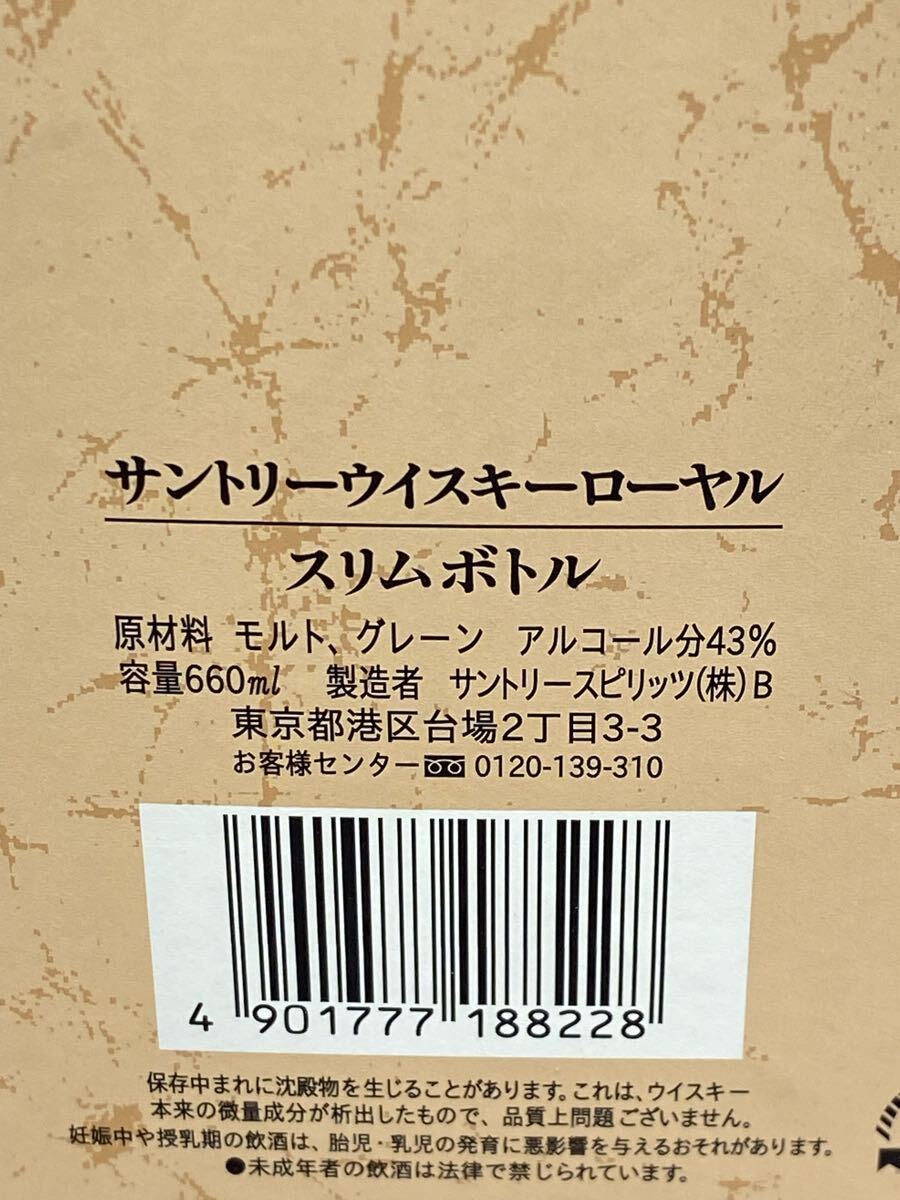 サントリーウイスキーローヤル
スリムボトル
原材料 モルト、グレーン アルコール分43%
容量660ml 製造者 サントリースピリッツ(株)B
東京都港区台場2丁目3-3
お客様センター 0120-139-310
4 901777 188228
保存中まれに沈殿物を生じることがあります。これは、ウイスキー
本来の微量成分が析出したもので、品質上問題ございません。
妊娠中や授乳期の飲酒は、胎児・乳児の発育に悪影響を与えるおそれがあります。
●未成年者の飲酒は法律で禁じられています。